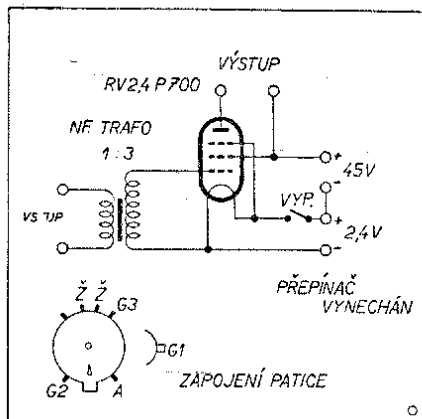 VÝSTUP
RV2,4 P700
NF TRAFO
1:3
+
45V
-
VYP.
+
2,4V
-
PŘEPÍNAČ
VYNECHÁN
Ž Ž
G3
G1
G2
A
ZAPOJENÍ PATICE